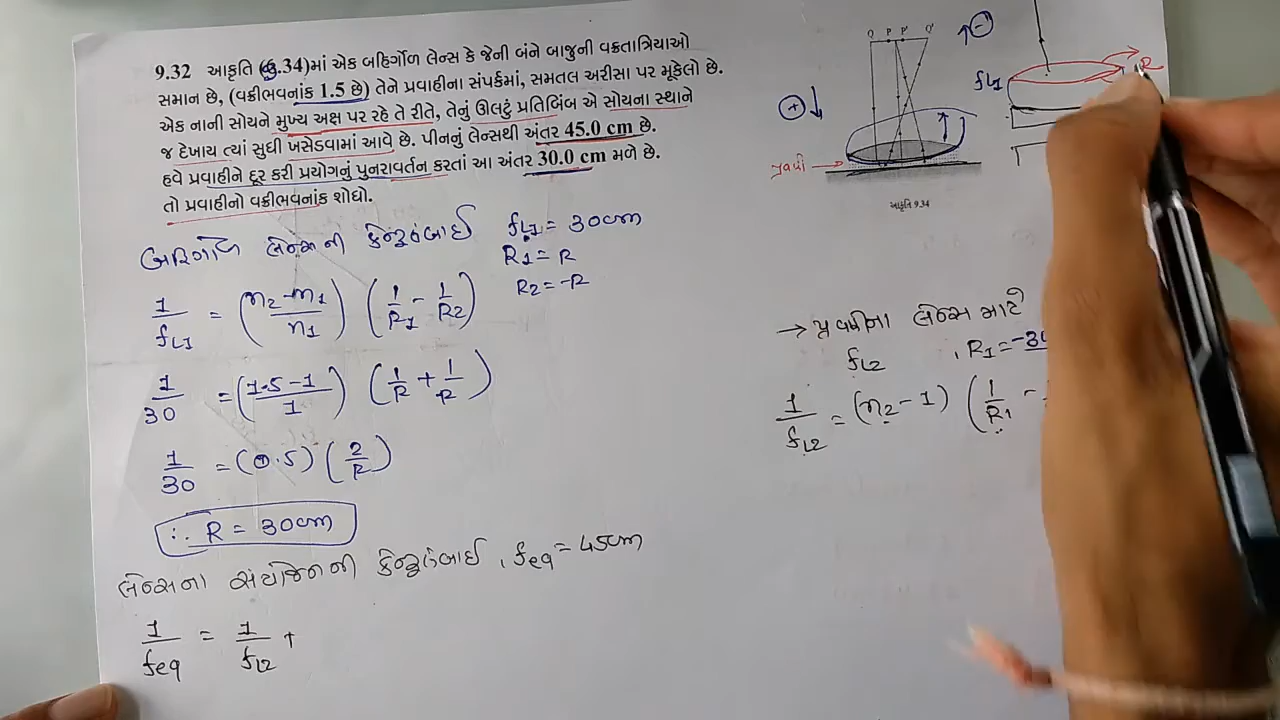 9.32 આકૃતિ (6.34)માં એક બહિર્ગોળ લેન્સ કે જેની બંને બાજુની વક્રતાત્રિયાઓ
સમાન છે, (વક્રીભવનાંક 1.5 છે) તેને પ્રવાહીના સંપર્કમાં, સમતલ અરીસા પર મૂકેલો છે.
એક નાની સોયને મુખ્ય અક્ષ પર રહે તે રીતે, તેનું ઊલટું પ્રતિબિંબ એ સોયના સ્થાને
જ દેખાય ત્યાં સુધી ખસેડવામાં આવે છે. પીનનું લેન્સથી અંતર 45.0 cm છે.
હવે પ્રવાહીને દૂર કરી પ્રયોગનું પુનરાવર્તન કરતાં આ અંતર 30.0 cm મળે છે.
તો પ્રવાહીનો વક્રીભવનાંક શોધો.
બહિર્ગોળ લેન્સની કેન્દ્રલંબાઈ fL1 = 30cm
R1 = R
R2 = -R
1/fL1 = (n2-n1/n1) (1/R1 - 1/R2)
1/30 = (1.5-1/1) (1/R + 1/R)
1/30 = (0.5) (2/R)
∴ R = 30cm
લેન્સના સંયોજનની કેન્દ્રલંબાઈ, feq = 45cm
1/feq = 1/fL2 +
O P P' O'
↑(-)
(+)↓
પ્રવાહી
આકૃતિ 9.34
fL1
R
→ પ્રવાહીના લેન્સ માટે
fL2 , R1 = -30
1/fL2 = (n2-1) (1/R1 -